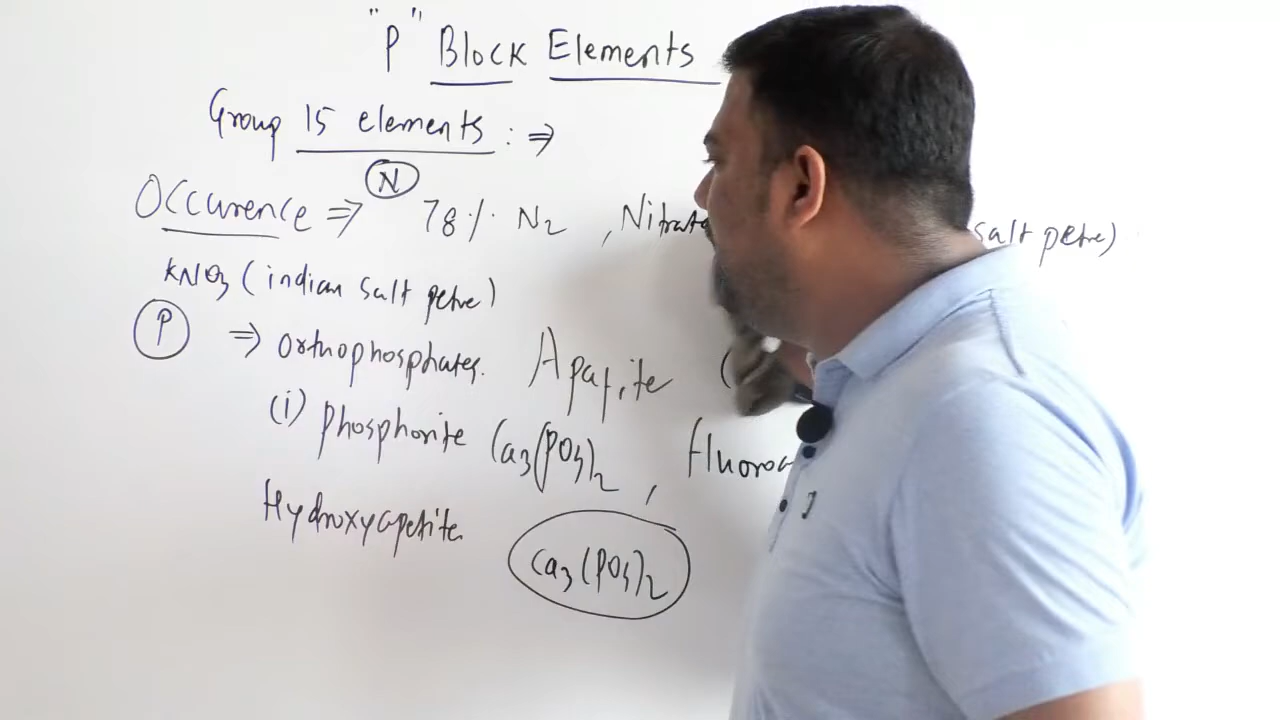 "P" Block Elements
Group 15 elements : ⇒
N
Occurence ⇒ 78% N2 , Nitrate salt petre)
KNO3 (indian salt petre)
P ⇒ Orthophosphates. Apatite (
(i) phosphorite Ca3(PO4)2 , fluoroa
Hydroxyapetite Ca3(PO4)2